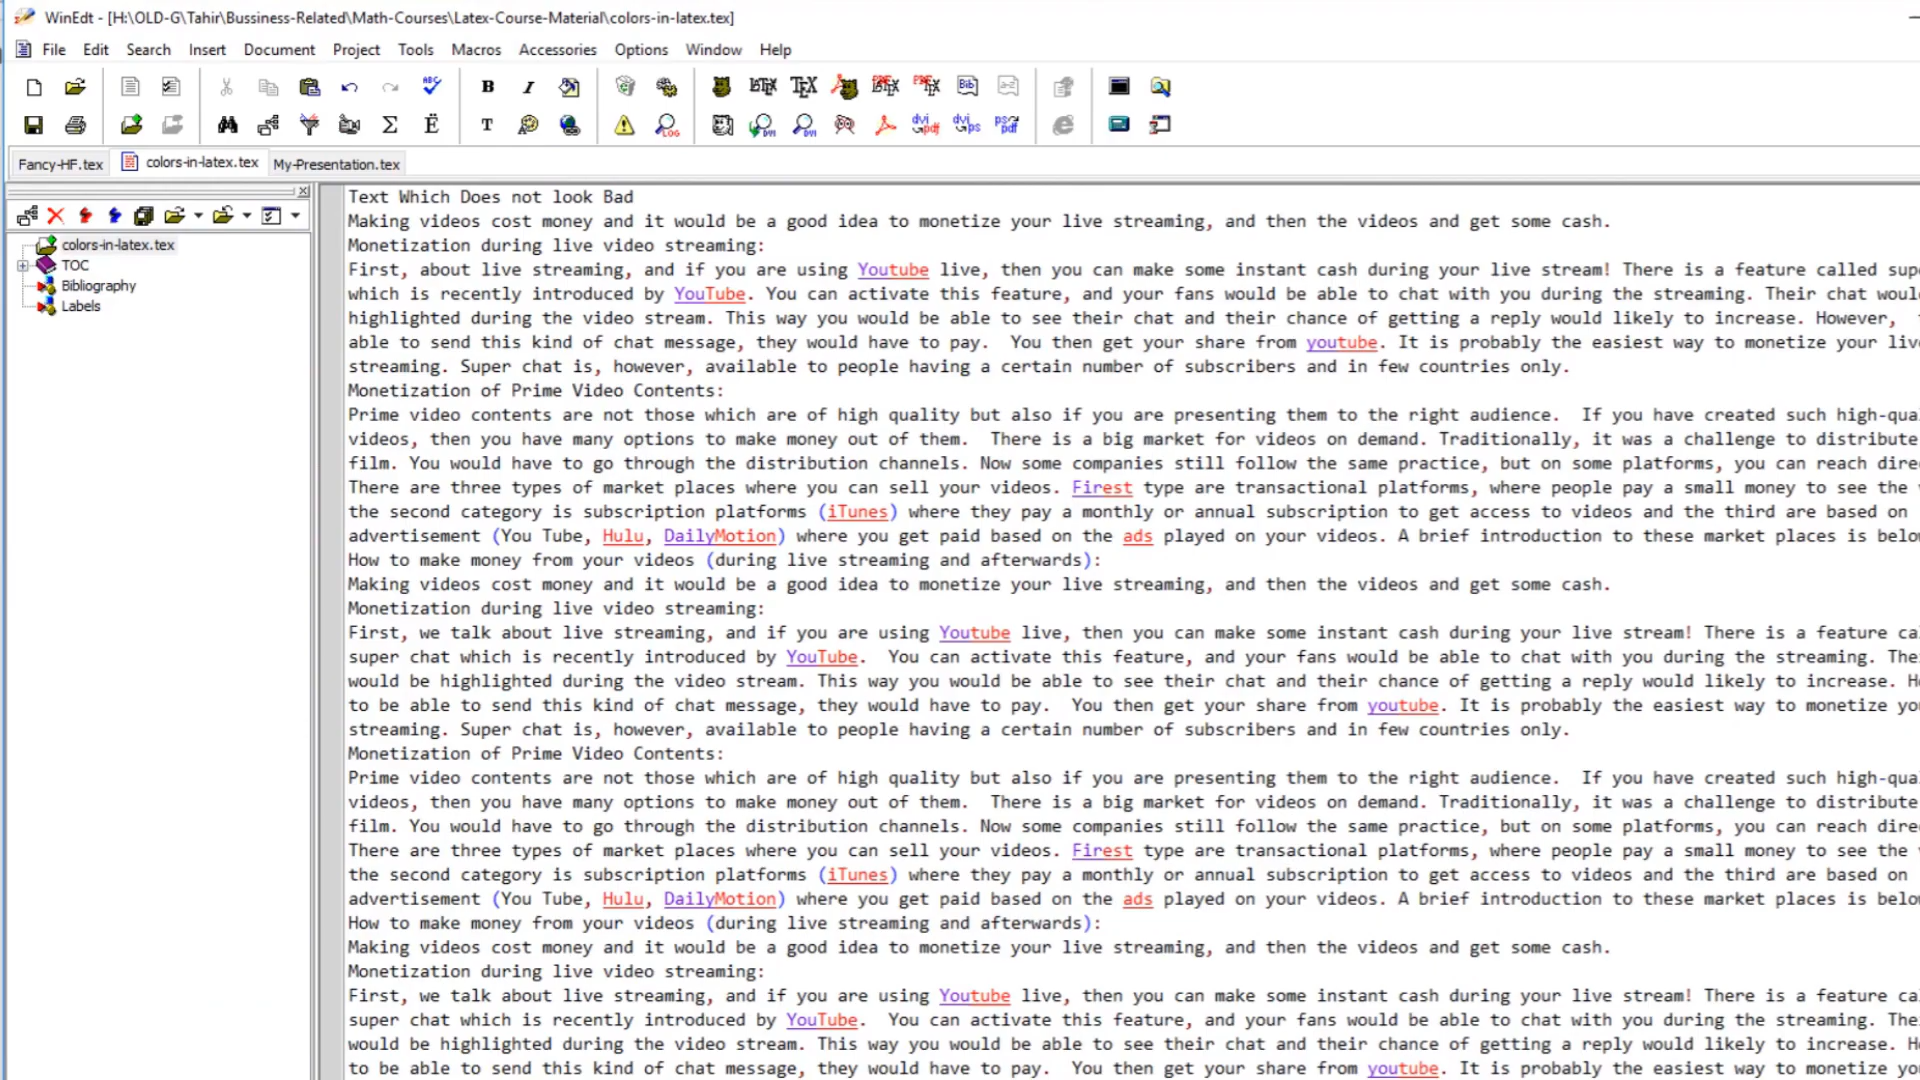 WinEdt - [H:\OLD-G\Tahir\Bussiness-Related\Math-Courses\Latex-Course-Material\colors-in-latex.tex]
File Edit Search Insert Document Project Tools Macros Accessories Options Window Help
Fancy-HF.tex colors-in-latex.tex My-Presentation.tex
colors-in-latex.tex
TOC
Bibliography
Labels
Text Which Does not look Bad
Making videos cost money and it would be a good idea to monetize your live streaming, and then the videos and get some cash.
Monetization during live video streaming:
First, about live streaming, and if you are using Youtube live, then you can make some instant cash during your live stream! There is a feature called
which is recently introduced by YouTube. You can activate this feature, and your fans would be able to chat with you during the streaming. Their chat
highlighted during the video stream. This way you would be able to see their chat and their chance of getting a reply would likely to increase. However,
able to send this kind of chat message, they would have to pay.  You then get your share from youtube. It is probably the easiest way to monetize your
streaming. Super chat is, however, available to people having a certain number of subscribers and in few countries only.
Monetization of Prime Video Contents:
Prime video contents are not those which are of high quality but also if you are presenting them to the right audience.  If you have created such
videos, then you have many options to make money out of them.  There is a big market for videos on demand. Traditionally, it was a challenge to distribute
film. You would have to go through the distribution channels. Now some companies still follow the same practice, but on some platforms, you can reach
There are three types of market places where you can sell your videos. Firest type are transactional platforms, where people pay a small money to see the
the second category is subscription platforms (iTunes) where they pay a monthly or annual subscription to get access to videos and the third are based on
advertisement (You Tube, Hulu, DailyMotion) where you get paid based on the ads played on your videos. A brief introduction to these market places is
How to make money from your videos (during live streaming and afterwards):
Making videos cost money and it would be a good idea to monetize your live streaming, and then the videos and get some cash.
Monetization during live video streaming:
First, we talk about live streaming, and if you are using Youtube live, then you can make some instant cash during your live stream! There is a feature
super chat which is recently introduced by YouTube.  You can activate this feature, and your fans would be able to chat with you during the streaming.
would be highlighted during the video stream. This way you would be able to see their chat and their chance of getting a reply would likely to increase.
to be able to send this kind of chat message, they would have to pay.  You then get your share from youtube. It is probably the easiest way to monetize
streaming. Super chat is, however, available to people having a certain number of subscribers and in few countries only.
Monetization of Prime Video Contents:
Prime video contents are not those which are of high quality but also if you are presenting them to the right audience.  If you have created such
videos, then you have many options to make money out of them.  There is a big market for videos on demand. Traditionally, it was a challenge to distribute
film. You would have to go through the distribution channels. Now some companies still follow the same practice, but on some platforms, you can reach
There are three types of market places where you can sell your videos. Firest type are transactional platforms, where people pay a small money to see the
the second category is subscription platforms (iTunes) where they pay a monthly or annual subscription to get access to videos and the third are based on
advertisement (You Tube, Hulu, DailyMotion) where you get paid based on the ads played on your videos. A brief introduction to these market places is
How to make money from your videos (during live streaming and afterwards):
Making videos cost money and it would be a good idea to monetize your live streaming, and then the videos and get some cash.
Monetization during live video streaming:
First, we talk about live streaming, and if you are using Youtube live, then you can make some instant cash during your live stream! There is a feature
super chat which is recently introduced by YouTube.  You can activate this feature, and your fans would be able to chat with you during the streaming.
would be highlighted during the video stream. This way you would be able to see their chat and their chance of getting a reply would likely to increase.
to be able to send this kind of chat message, they would have to pay.  You then get your share from youtube. It is probably the easiest way to monetize